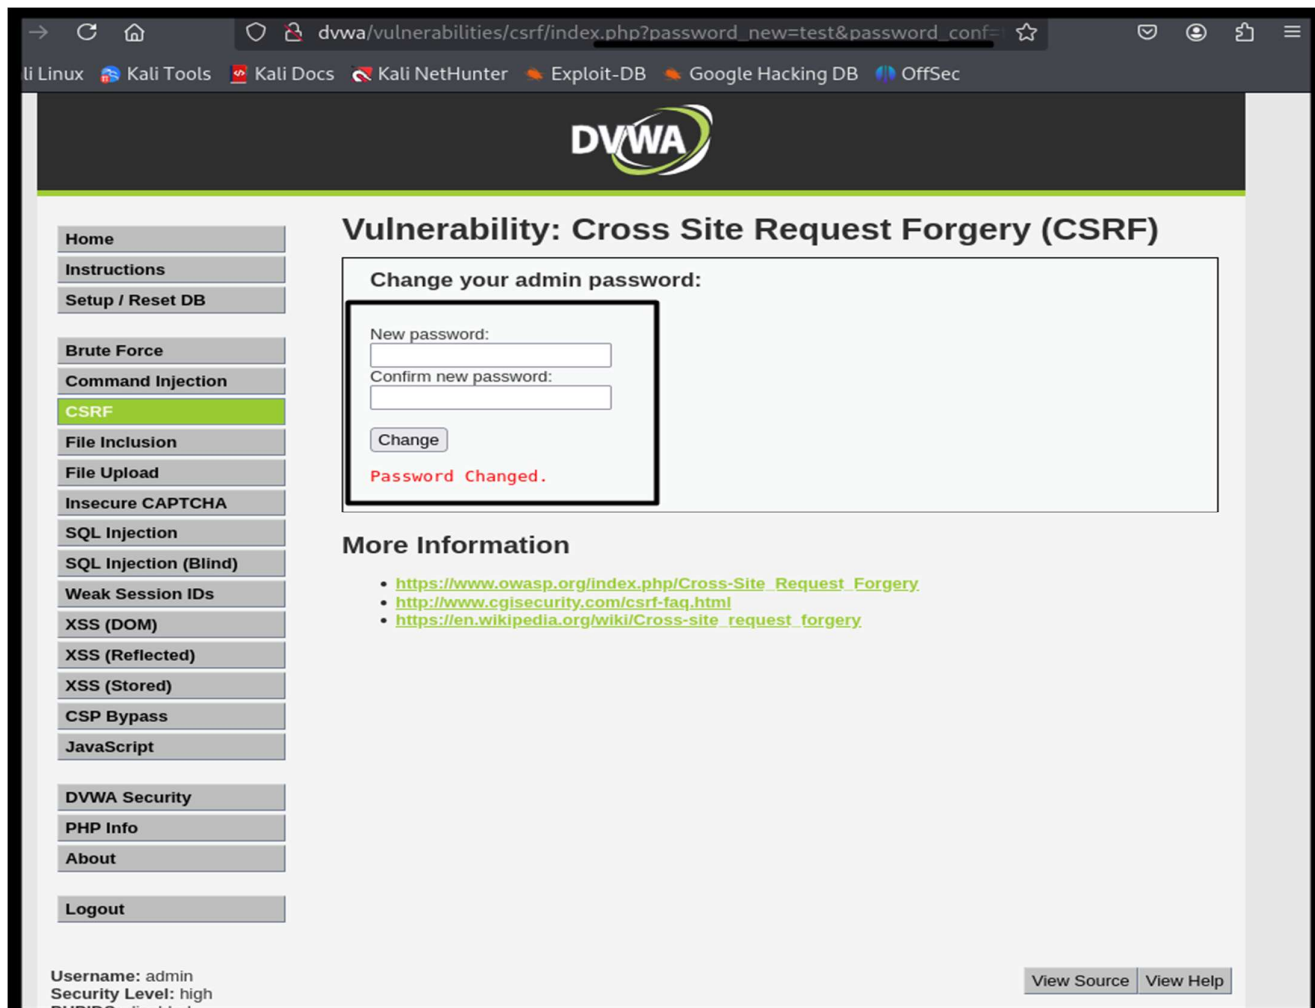 dvwa/vulnerabilities/csrf/index.php?password_new=test&password_conf=
li Linux Kali Tools Kali Docs Kali NetHunter Exploit-DB Google Hacking DB OffSec
DVWA
Home
Instructions
Setup / Reset DB
Brute Force
Command Injection
CSRF
File Inclusion
File Upload
Insecure CAPTCHA
SQL Injection
SQL Injection (Blind)
Weak Session IDs
XSS (DOM)
XSS (Reflected)
XSS (Stored)
CSP Bypass
JavaScript
DVWA Security
PHP Info
About
Logout
Vulnerability: Cross Site Request Forgery (CSRF)
Change your admin password:
New password:
Confirm new password:
Change
Password Changed.
More Information
https://www.owasp.org/index.php/Cross-Site_Request_Forgery
http://www.cgisecurity.com/csrf-faq.html
https://en.wikipedia.org/wiki/Cross-site_request_forgery
Username: admin
Security Level: high
View Source View Help